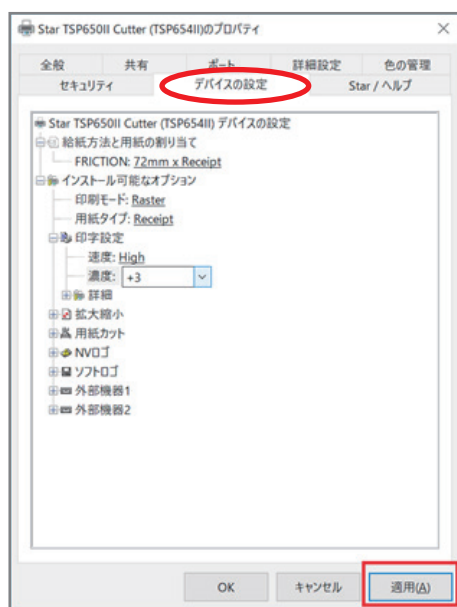 Star TSP650II Cutter (TSP654II)のプロパティ
全般 共有 ポート 詳細設定 色の管理
セキュリティ デバイスの設定 Star / ヘルプ
Star TSP650II Cutter (TSP654II) デバイスの設定
給紙方法と用紙の割り当て
FRICTION: 72mm x Receipt
インストール可能なオプション
印刷モード: Raster
用紙タイプ: Receipt
印字設定
速度: High
濃度: +3
詳細
拡大縮小
用紙カット
NVロゴ
ソフトロゴ
外部機器1
外部機器2
OK キャンセル 適用(A)